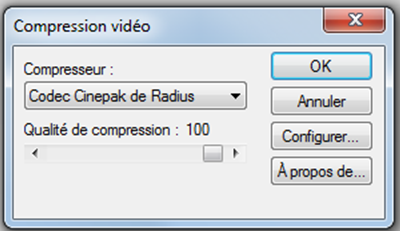 Compression vidéo
Compresseur :
Codec Cinepak de Radius
Qualité de compression : 100
OK
Annuler
Configurer...
À propos de...